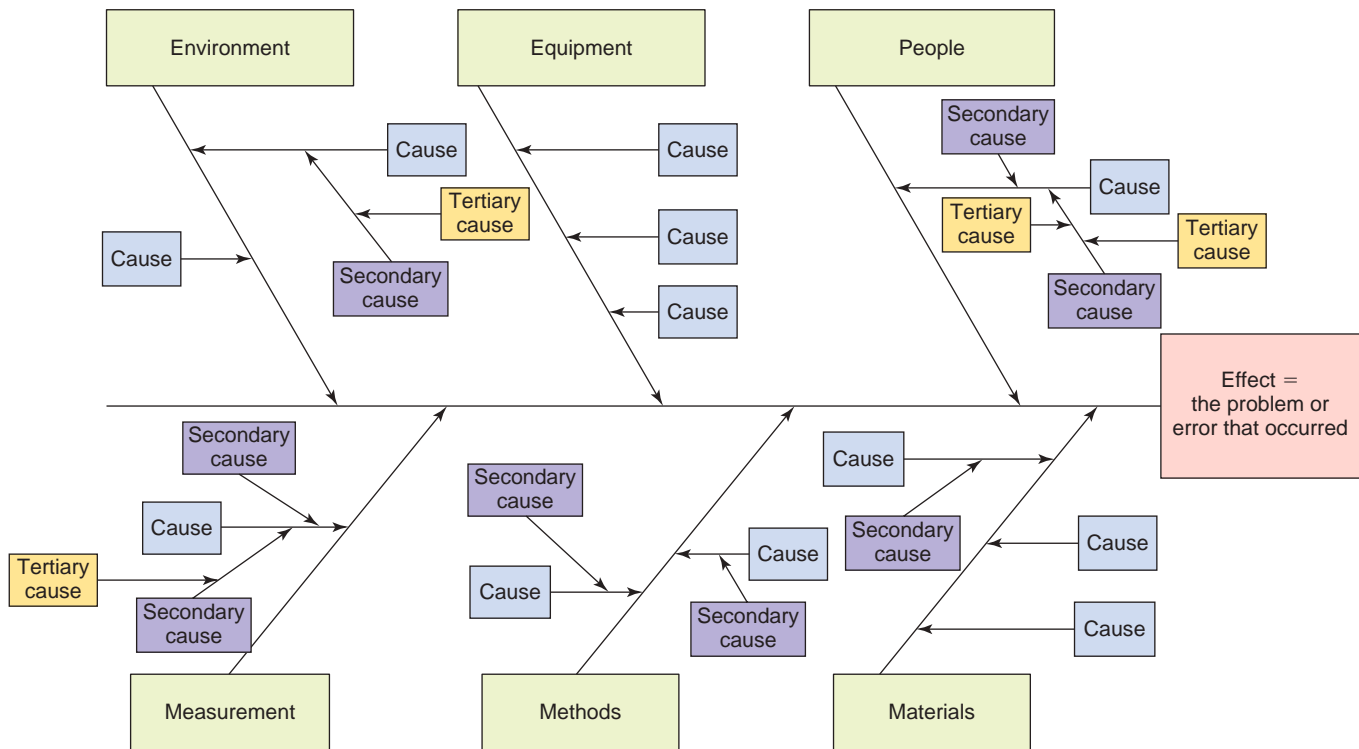 Environment
Equipment
People
Cause
Secondary
cause
Tertiary
cause
Cause
Cause
Cause
Cause
Secondary
cause
Cause
Tertiary
cause
Tertiary
cause
Secondary
cause
Effect =
the problem or
error that occurred
Secondary
cause
Cause
Tertiary
cause
Secondary
cause
Secondary
cause
Cause
Cause
Secondary
cause
Cause
Secondary
cause
Cause
Cause
Measurement
Methods
Materials